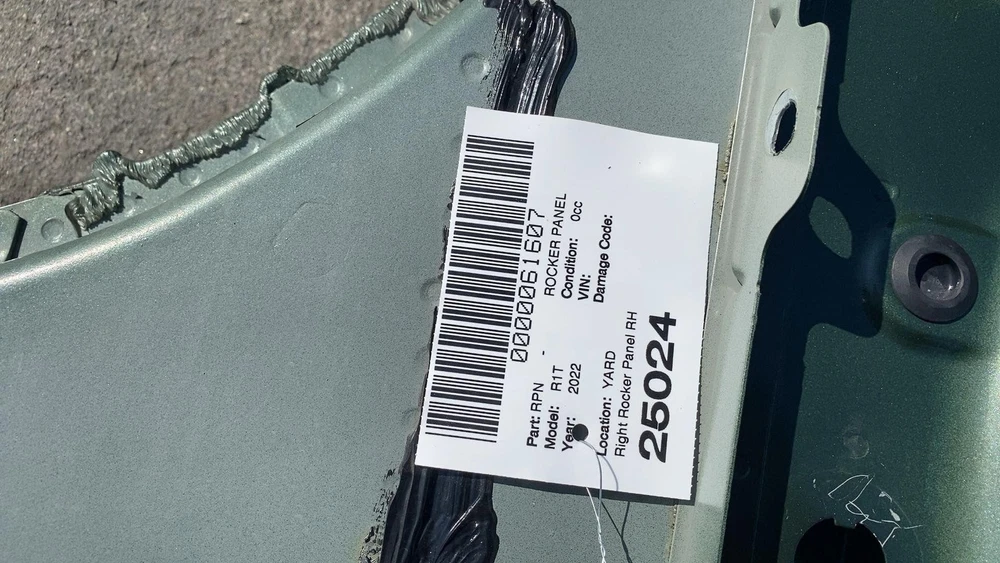 0000061607
Part: RPN - ROCKER PANEL
Model: R1T Condition: 0cc
Year: 2022 VIN:
Damage Code:
Location: YARD
Right Rocker Panel RH
25024